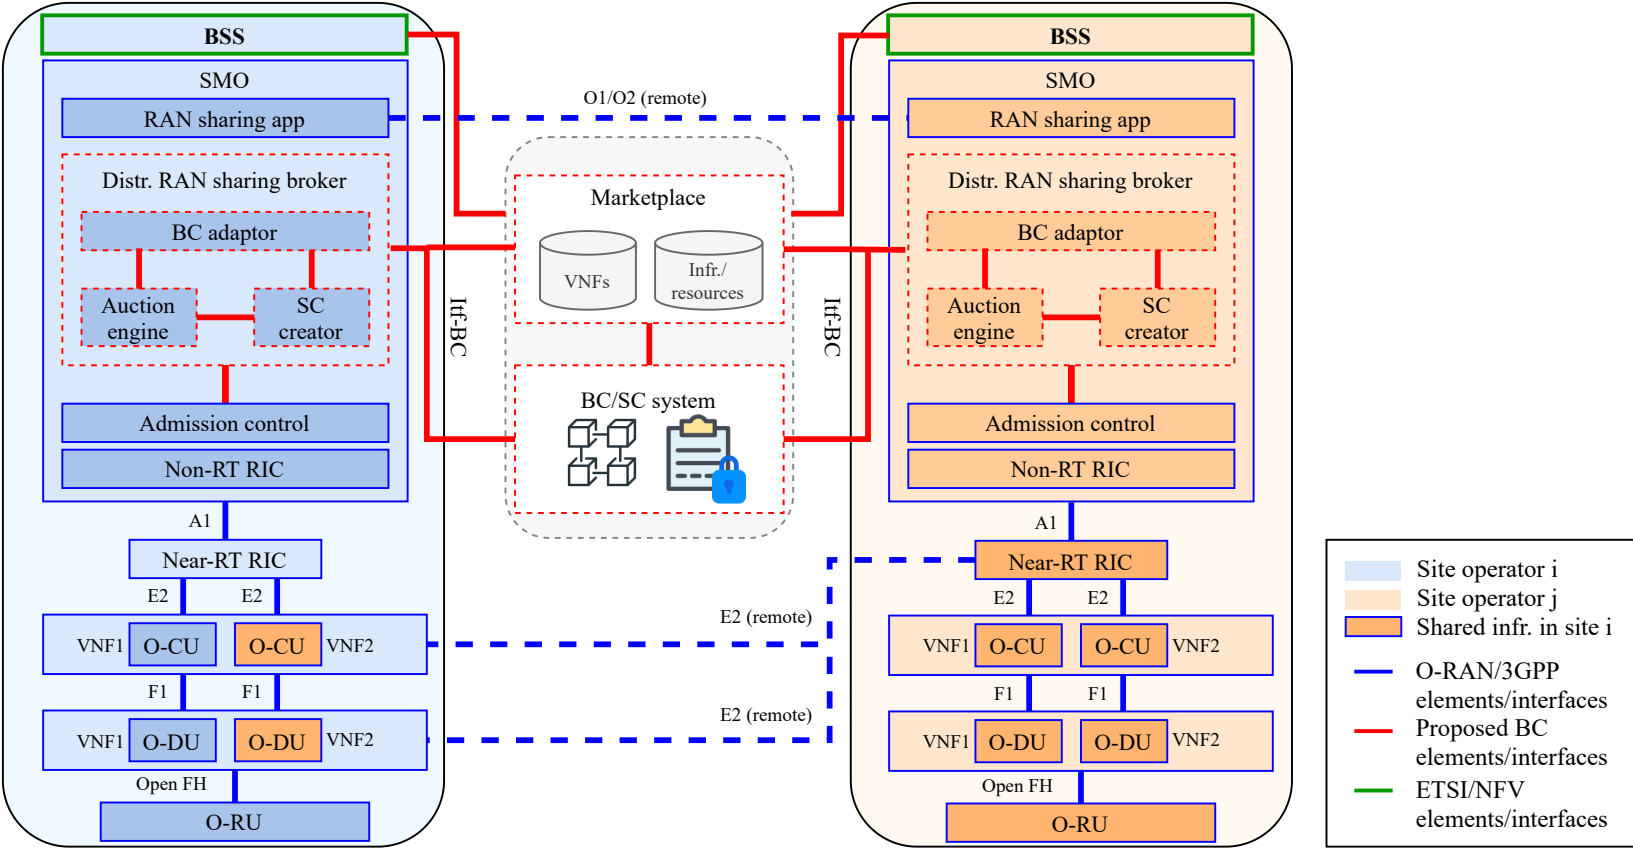 BSS
SMO
RAN sharing app
Distr. RAN sharing broker
BC adaptor
Auction
engine
SC
creator
Admission control
Non-RT RIC
A1
Near-RT RIC
E2
E2
VNF1
O-CU
O-CU
VNF2
F1
F1
VNF1
O-DU
O-DU
VNF2
Open FH
O-RU
O1/O2 (remote)
Marketplace
VNFs
Infr./
resources
Itf-BC
Itf-BC
BC/SC system
E2 (remote)
E2 (remote)
BSS
SMO
RAN sharing app
Distr. RAN sharing broker
BC adaptor
Auction
engine
SC
creator
Admission control
Non-RT RIC
A1
Near-RT RIC
E2
E2
VNF1
O-CU
O-CU
VNF2
F1
F1
VNF1
O-DU
O-DU
VNF2
Open FH
O-RU
Site operator i
Site operator j
Shared infr. in site i
O-RAN/3GPP
elements/interfaces
Proposed BC
elements/interfaces
ETSI/NFV
elements/interfaces